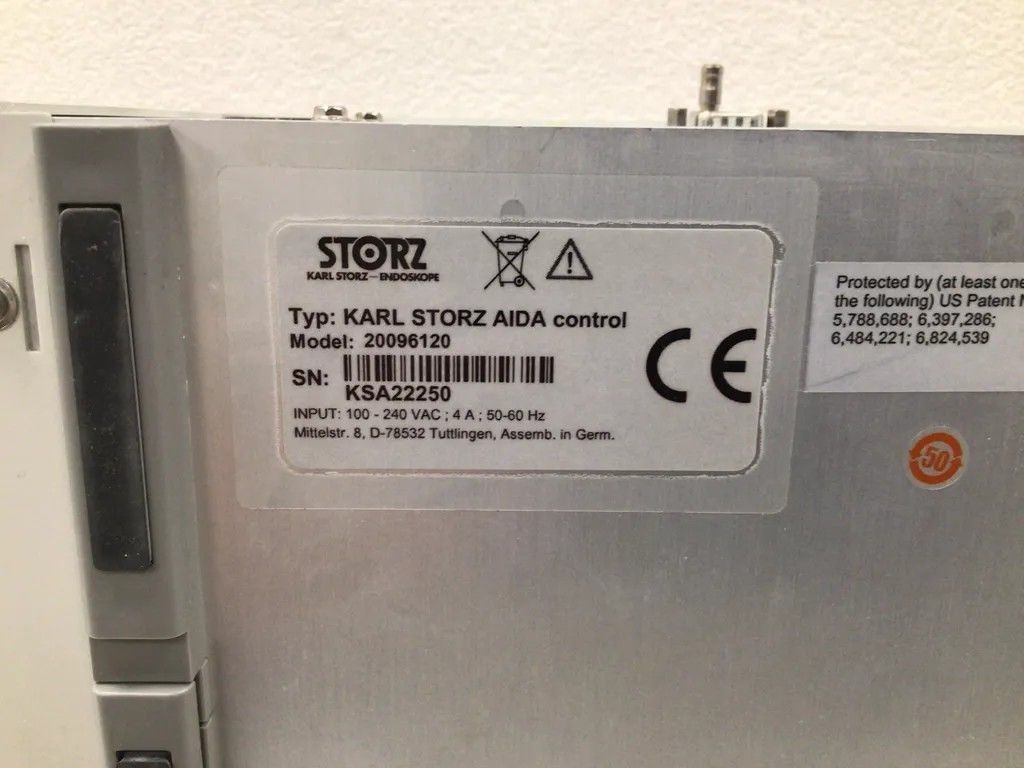 STORZ
KARL STORZ — ENDOSKOPE
Typ: KARL STORZ AIDA control
Model: 20096120
SN:
KSA22250
INPUT: 100 - 240 VAC ; 4 A ; 50-60 Hz
Mittelstr. 8, D-78532 Tuttlingen, Assemb. in Germ.
CE
Protected by (at least one
the following) US Patent
5,788,688; 6,397,286;
6,484,221; 6,824,539
50